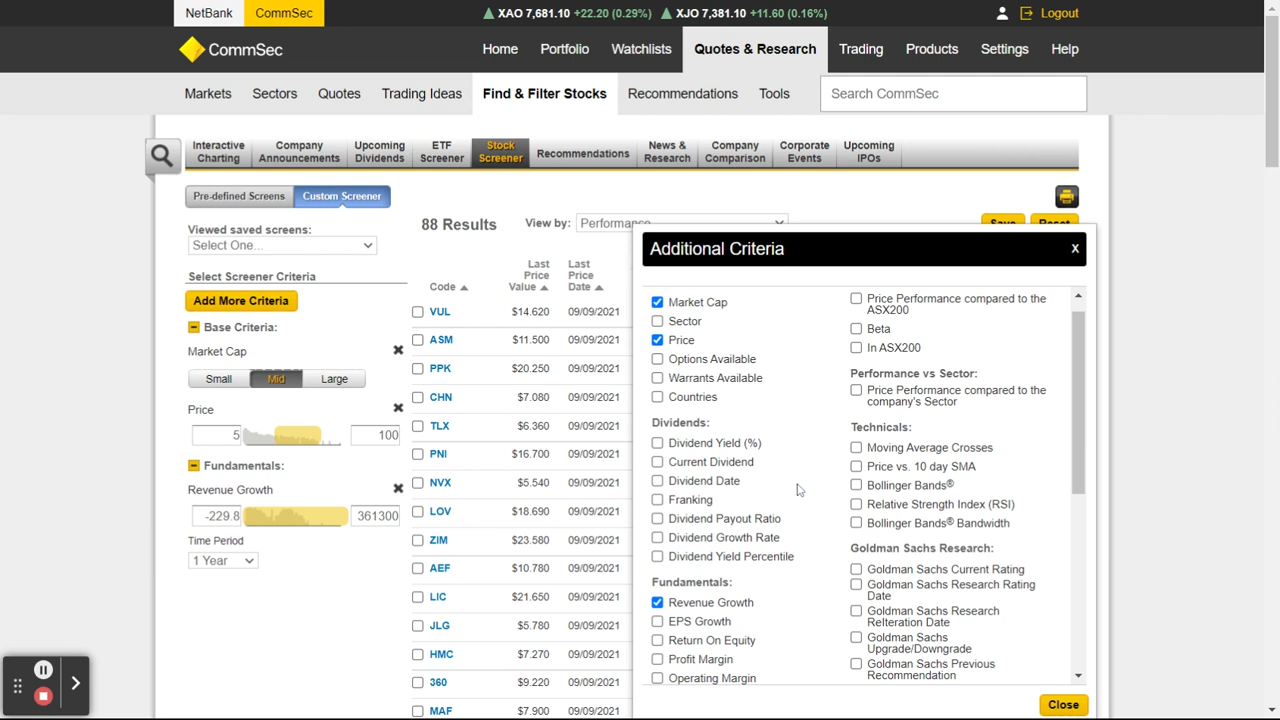 NetBank
CommSec
XAO 7,681.10 +22.20 (0.29%)
XJO 7,381.10 +11.60 (0.16%)
Logout
CommSec
Home
Portfolio
Watchlists
Quotes & Research
Trading
Products
Settings
Help
Markets
Sectors
Quotes
Trading Ideas
Find & Filter Stocks
Recommendations
Tools
Search CommSec
Interactive
Charting
Company
Announcements
Upcoming
Dividends
ETF
Screener
Stock
Screener
Recommendations
News &
Research
Company
Comparison
Corporate
Events
Upcoming
IPOs
Pre-defined Screens
Custom Screener
Viewed saved screens:
Select One...
Select Screener Criteria
Add More Criteria
Base Criteria:
Market Cap
Small
Mid
Large
Price
5
100
Fundamentals:
Revenue Growth
-229.8
361300
Time Period
1 Year
88 Results
View by:
Performance
Save
Reset
Code
Last
Price
Value
Last
Price
Date
VUL $14.620 09/09/2021
ASM $11.500 09/09/2021
PPK $20.250 09/09/2021
CHN $7.080 09/09/2021
TLX $6.360 09/09/2021
PNI $16.700 09/09/2021
NVX $5.540 09/09/2021
LOV $18.690 09/09/2021
ZIM $23.580 09/09/2021
AEF $10.780 09/09/2021
LIC $21.650 09/09/2021
JLG $5.780 09/09/2021
HMC $7.270 09/09/2021
360 $9.220 09/09/2021
MAF $7.900 09/09/2021
Additional Criteria
x
Market Cap
Sector
Price
Options Available
Warrants Available
Countries
Dividends:
Dividend Yield (%)
Current Dividend
Dividend Date
Franking
Dividend Payout Ratio
Dividend Growth Rate
Dividend Yield Percentile
Fundamentals:
Revenue Growth
EPS Growth
Return On Equity
Profit Margin
Operating Margin
Price Performance compared to the
ASX200
Beta
In ASX200
Performance vs Sector:
Price Performance compared to the
company's Sector
Technicals:
Moving Average Crosses
Price vs. 10 day SMA
Bollinger Bands®
Relative Strength Index (RSI)
Bollinger Bands® Bandwidth
Goldman Sachs Research:
Goldman Sachs Current Rating
Goldman Sachs Research Rating
Date
Goldman Sachs Research
Relteration Date
Goldman Sachs
Upgrade/Downgrade
Goldman Sachs Previous
Recommendation
Close